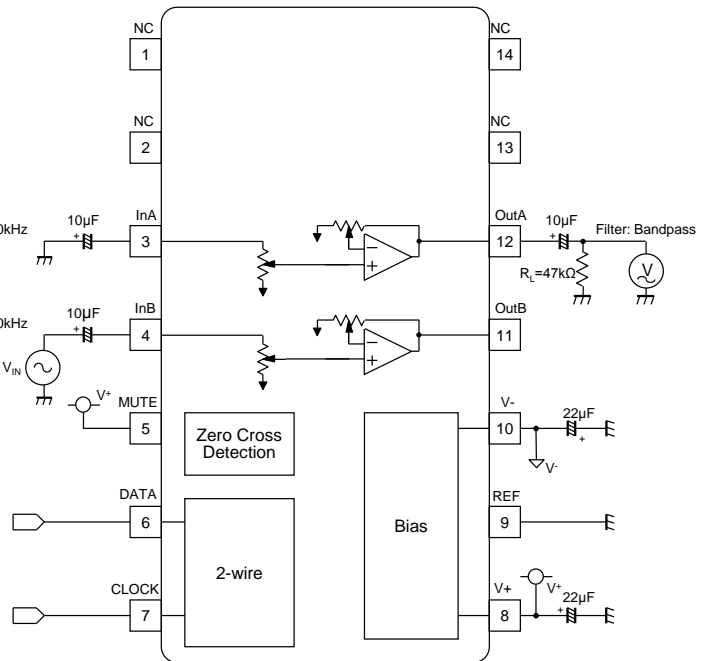 NC
1
NC
14
NC
2
NC
13
0kHz
10µF
+
InA
3
−
+
OutA
12
10µF
+
Filter: Bandpass
RL=47kΩ
V
0kHz
10µF
+
InB
4
−
+
OutB
11
VIN
V+
MUTE
5
Zero Cross
Detection
V-
10
22µF
+
V-
DATA
6
REF
9
2-wire
Bias
CLOCK
7
V+
8
V+
22µF
+